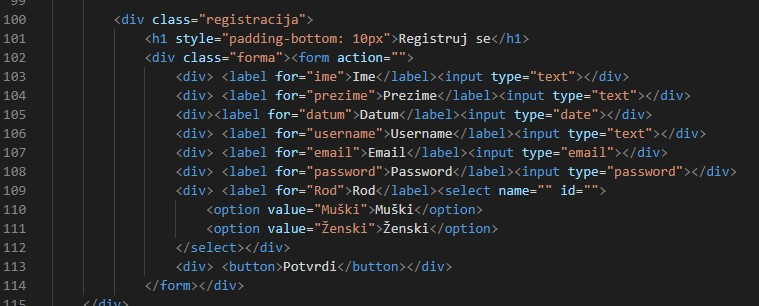 99
100 <div class="registracija">
101 <h1 style="padding-bottom: 10px">Registruj se</h1>
102 <div class="forma"><form action="">
103 <div> <label for="ime">Ime</label><input type="text"></div>
104 <div> <label for="prezime">Prezime</label><input type="text"></div>
105 <div><label for="datum">Datum</label><input type="date"></div>
106 <div> <label for="username">Username</label><input type="text"></div>
107 <div> <label for="email">Email</label><input type="email"></div>
108 <div> <label for="password">Password</label><input type="password"></div>
109 <div> <label for="Rod">Rod</label><select name="" id="">
110 <option value="Muški">Muški</option>
111 <option value="Ženski">Ženski</option>
112 </select></div>
113 <div> <button>Potvrdi</button></div>
114 </form></div>
115 </div>